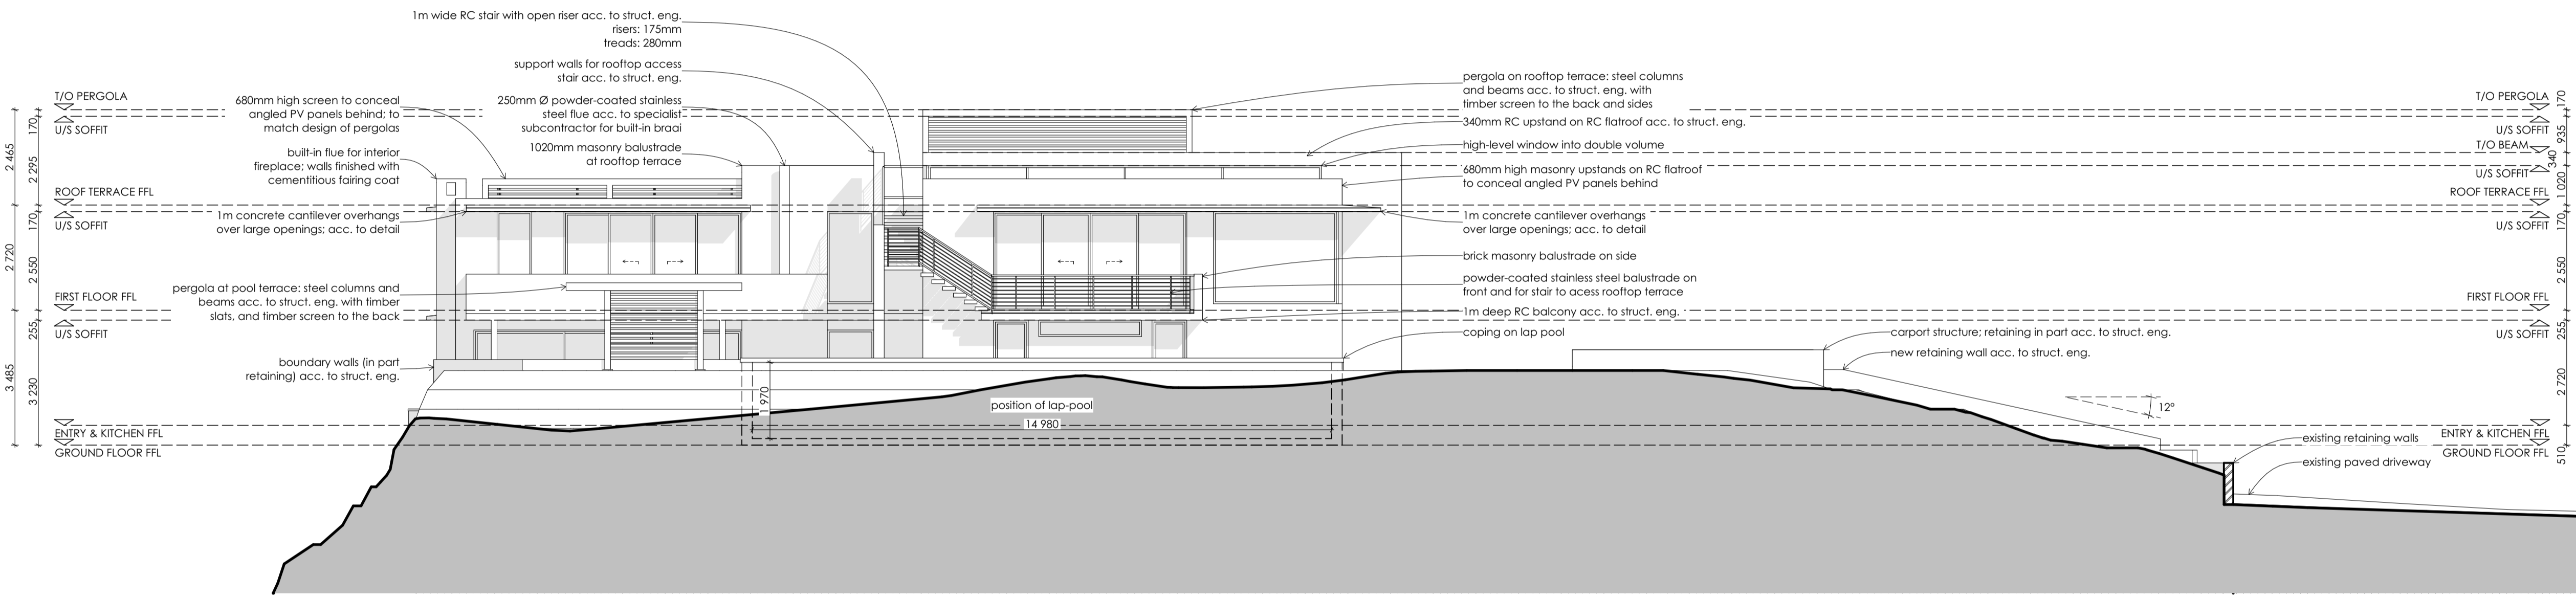 1m wide RC stair with open riser acc. to struct. eng.
risers: 175mm
treads: 280mm
support walls for rooftop access
stair acc. to struct. eng.
250mm Ø powder-coated stainless
steel flue acc. to specialist
subcontractor for built-in braai
1020mm masonry balustrade
at rooftop terrace
680mm high screen to conceal
angled PV panels behind; to
match design of pergolas
built-in flue for interior
fireplace; walls finished with
cementitious fairing coat
1m concrete cantilever overhangs
over large openings; acc. to detail
pergola at pool terrace: steel columns and
beams acc. to struct. eng. with timber
slats, and timber screen to the back
boundary walls (in part
retaining) acc. to struct. eng.
T/O PERGOLA
U/S SOFFIT
ROOF TERRACE FFL
U/S SOFFIT
FIRST FLOOR FFL
U/S SOFFIT
ENTRY & KITCHEN FFL
GROUND FLOOR FFL
2 465
2 720
3 485
170
2 295
170
2 550
255
3 230
1 970
position of lap-pool
14 980
pergola on rooftop terrace: steel columns
and beams acc. to struct. eng. with
timber screen to the back and sides
340mm RC upstand on RC flatroof acc. to struct. eng.
high-level window into double volume
680mm high masonry upstands on RC flatroof
to conceal angled PV panels behind
1m concrete cantilever overhangs
over large openings; acc. to detail
brick masonry balustrade on side
powder-coated stainless steel balustrade on
front and for stair to acess rooftop terrace
1m deep RC balcony acc. to struct. eng.
coping on lap pool
carport structure; retaining in part acc. to struct. eng.
new retaining wall acc. to struct. eng.
12°
existing retaining walls
existing paved driveway
T/O PERGOLA
U/S SOFFIT
T/O BEAM
U/S SOFFIT
ROOF TERRACE FFL
U/S SOFFIT
FIRST FLOOR FFL
U/S SOFFIT
ENTRY & KITCHEN FFL
GROUND FLOOR FFL
170
935
340
1 020
170
2 550
255
2 720
510